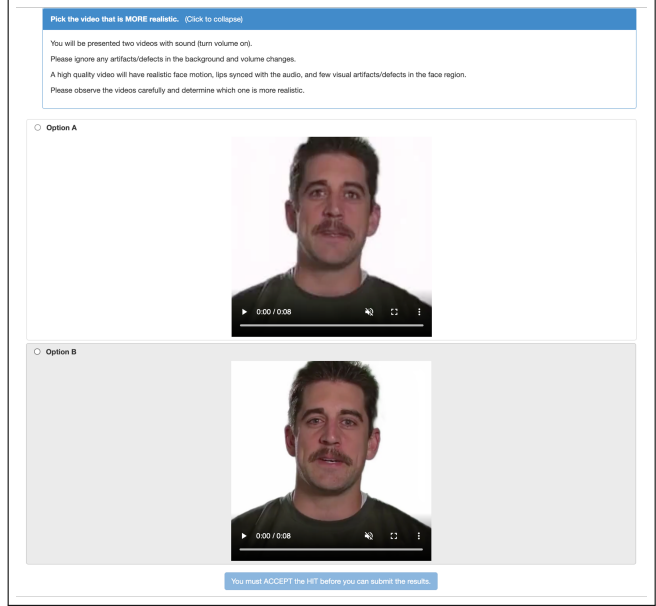 Pick the video that is MORE realistic. (Click to collapse)
You will be presented two videos with sound (turn volume on).
Please ignore any artifacts/defects in the background and volume changes.
A high quality video will have realistic face motion, lips synced with the audio, and few visual artifacts/defects in the face region.
Please observe the videos carefully and determine which one is more realistic.
Option A
0:00 / 0:08
Option B
0:00 / 0:08
You must ACCEPT the HIT before you can submit the results.